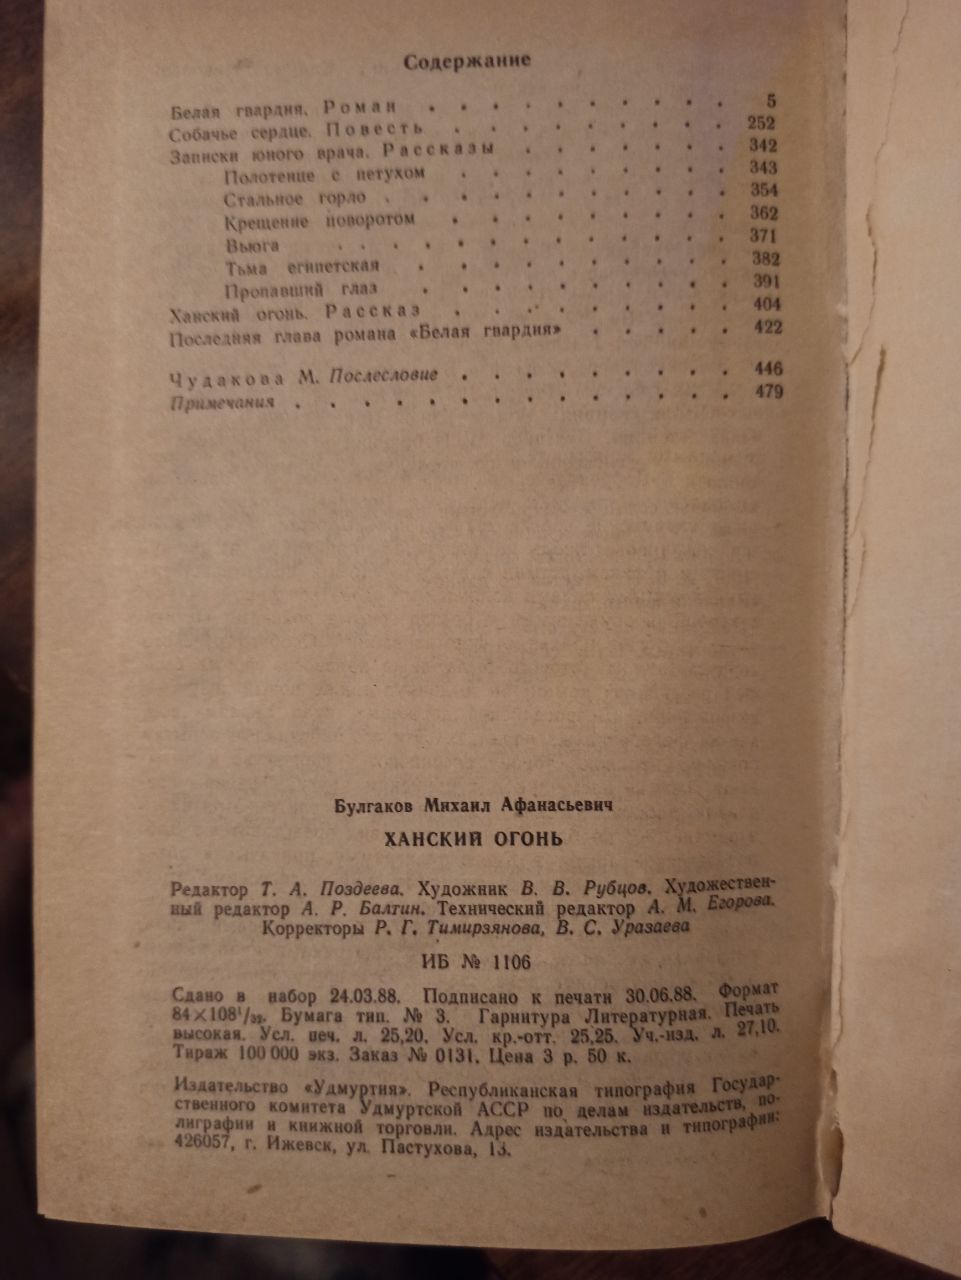 Содержание
Белая гвардия. Роман . . . . . . . . . . 5
Собачье сердце. Повесть . . . . . . . . . 252
Записки юного врача. Рассказы . . . . . . . 342
Полотенце с петухом . . . . . . . . . 343
Стальное горло . . . . . . . . . . . 354
Крещение поворотом . . . . . . . . . 362
Вьюга . . . . . . . . . . . . . 371
Тьма египетская . . . . . . . . . . 382
Пропавший глаз . . . . . . . . . . 391
Ханский огонь. Рассказ . . . . . . . . . 404
Последняя глава романа «Белая гвардия» . . . . . 422
Чудакова М. Послесловие . . . . . . . . . 446
Примечания . . . . . . . . . . . . . . 479
Булгаков Михаил Афанасьевич
ХАНСКИЙ ОГОНЬ
Редактор Т. А. Поздеева. Художник В. В. Рубцов. Художествен-
ный редактор А. Р. Балтин. Технический редактор А. М. Егорова.
Корректоры Р. Г. Тимирзянова, В. С. Уразаева
ИБ № 1106
Сдано в набор 24.03.88. Подписано к печати 30.06.88. Формат
84×108¹/₃₂. Бумага тип. № 3. Гарнитура Литературная. Печать
высокая. Усл. печ. л. 25,20. Усл. кр.-отт. 25,25. Уч.-изд. л. 27,10.
Тираж 100 000 экз. Заказ № 0131. Цена 3 р. 50 к.
Издательство «Удмуртия». Республиканская типография Государ-
ственного комитета Удмуртской АССР по делам издательств, по-
лиграфии и книжной торговли. Адрес издательства и типографии:
426057, г. Ижевск, ул. Пастухова, 13.